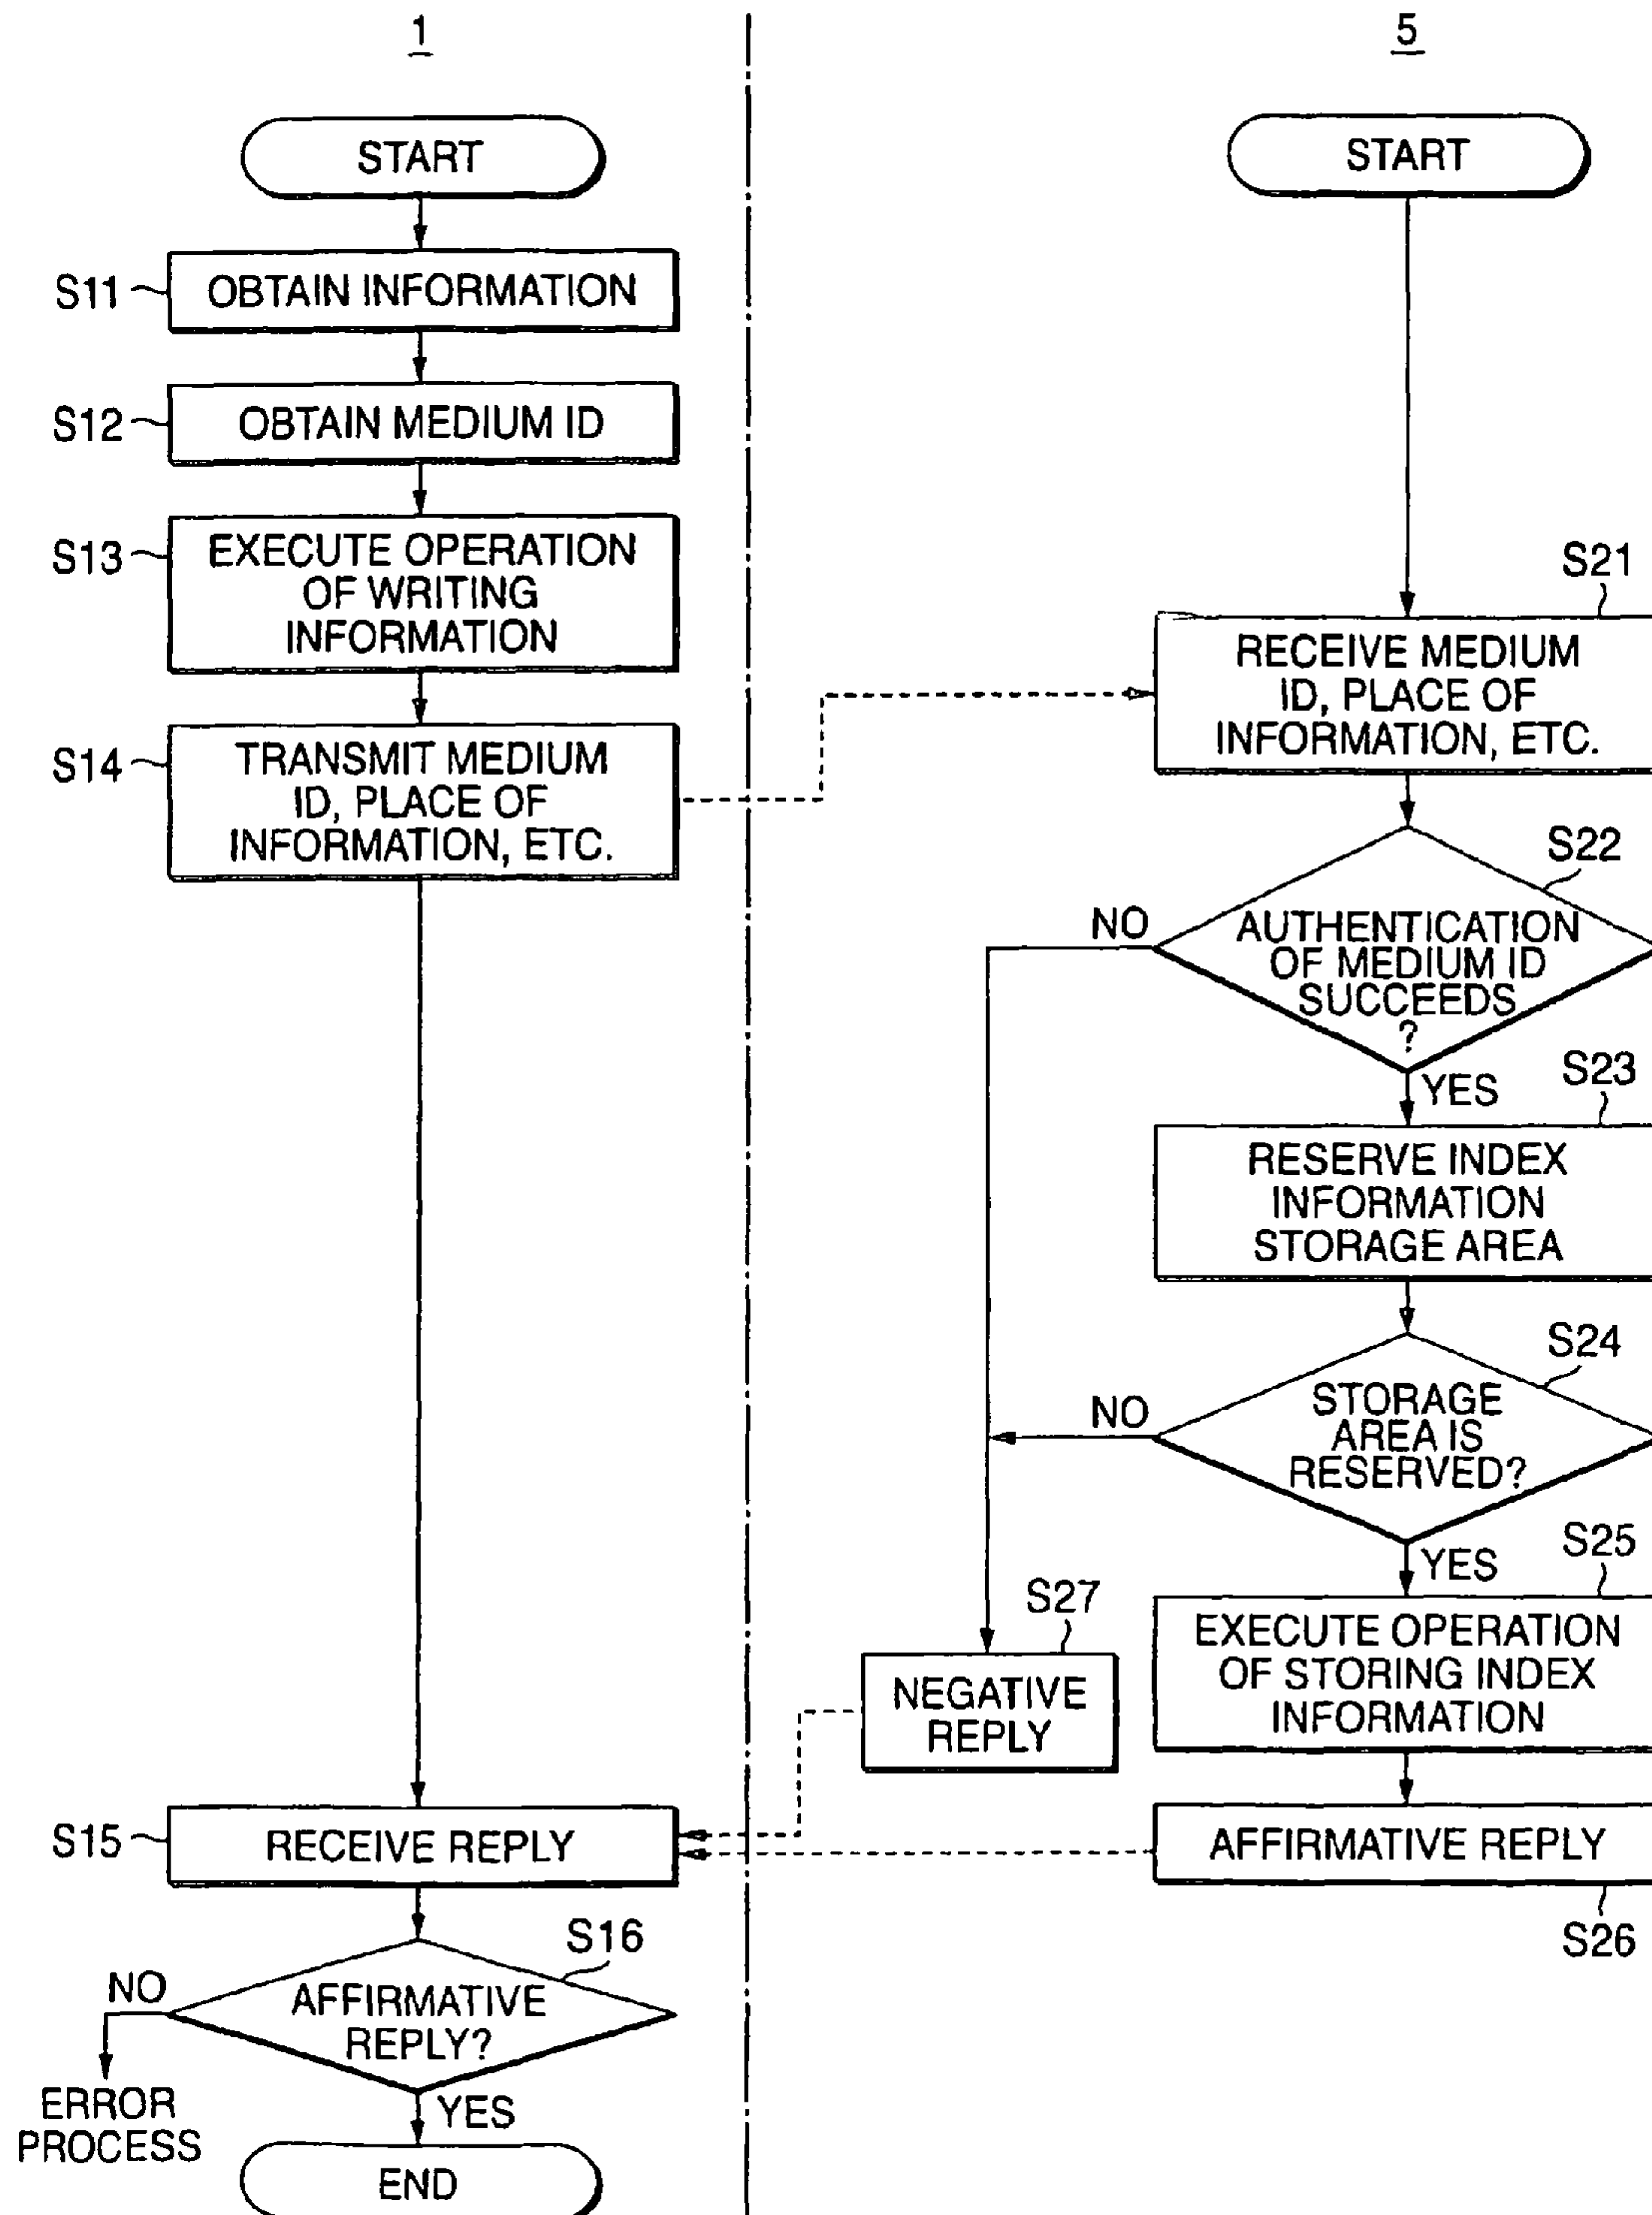 1
START
S11
OBTAIN INFORMATION
S12
OBTAIN MEDIUM ID
S13
EXECUTE OPERATION
OF WRITING
INFORMATION
S14
TRANSMIT MEDIUM
ID, PLACE OF
INFORMATION, ETC.
S15
RECEIVE REPLY
S16
AFFIRMATIVE
REPLY?
NO
ERROR
PROCESS
YES
END
5
START
S21
RECEIVE MEDIUM
ID, PLACE OF
INFORMATION, ETC.
S22
AUTHENTICATION
OF MEDIUM ID
SUCCEEDS
?
NO
YES
S23
RESERVE INDEX
INFORMATION
STORAGE AREA
S24
STORAGE
AREA IS
RESERVED?
NO
YES
S25
EXECUTE OPERATION
OF STORING INDEX
INFORMATION
S27
NEGATIVE
REPLY
AFFIRMATIVE REPLY
S26